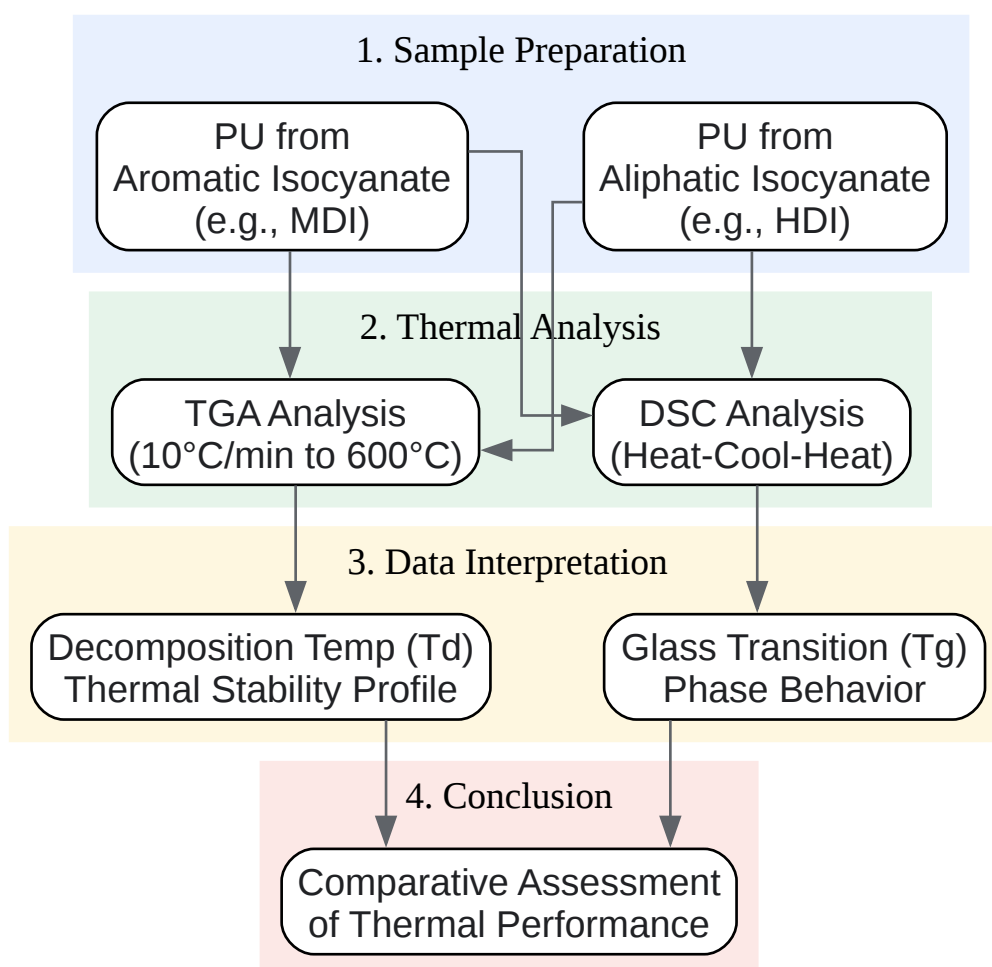 1. Sample Preparation
PU from
Aromatic Isocyanate
(e.g., MDI)
PU from
Aliphatic Isocyanate
(e.g., HDI)
2. Thermal Analysis
TGA Analysis
(10°C/min to 600°C)
DSC Analysis
(Heat-Cool-Heat)
3. Data Interpretation
Decomposition Temp (Td)
Thermal Stability Profile
Glass Transition (Tg)
Phase Behavior
4. Conclusion
Comparative Assessment
of Thermal Performance